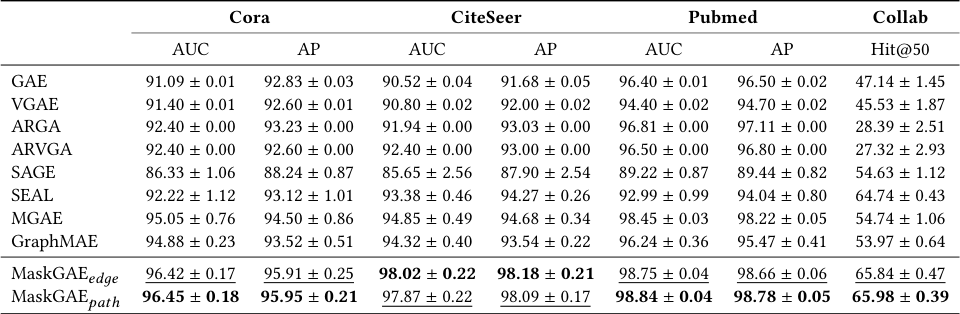 Cora CiteSeer Pubmed Collab
AUC AP AUC AP AUC AP Hit@50
GAE 91.09 ± 0.01 92.83 ± 0.03 90.52 ± 0.04 91.68 ± 0.05 96.40 ± 0.01 96.50 ± 0.02 47.14 ± 1.45
VGAE 91.40 ± 0.01 92.60 ± 0.01 90.80 ± 0.02 92.00 ± 0.02 94.40 ± 0.02 94.70 ± 0.02 45.53 ± 1.87
ARGA 92.40 ± 0.00 93.23 ± 0.00 91.94 ± 0.00 93.03 ± 0.00 96.81 ± 0.00 97.11 ± 0.00 28.39 ± 2.51
ARVGA 92.40 ± 0.00 92.60 ± 0.00 92.40 ± 0.00 93.00 ± 0.00 96.50 ± 0.00 96.80 ± 0.00 27.32 ± 2.93
SAGE 86.33 ± 1.06 88.24 ± 0.87 85.65 ± 2.56 87.90 ± 2.54 89.22 ± 0.87 89.44 ± 0.82 54.63 ± 1.12
SEAL 92.22 ± 1.12 93.12 ± 1.01 93.38 ± 0.46 94.27 ± 0.26 92.99 ± 0.99 94.04 ± 0.80 64.74 ± 0.43
MGAE 95.05 ± 0.76 94.50 ± 0.86 94.85 ± 0.49 94.68 ± 0.34 98.45 ± 0.03 98.22 ± 0.05 54.74 ± 1.06
GraphMAE 94.88 ± 0.23 93.52 ± 0.51 94.32 ± 0.40 93.54 ± 0.22 96.24 ± 0.36 95.47 ± 0.41 53.97 ± 0.64
MaskGAEedge 96.42 ± 0.17 95.91 ± 0.25 98.02 ± 0.22 98.18 ± 0.21 98.75 ± 0.04 98.66 ± 0.06 65.84 ± 0.47
MaskGAEpath 96.45 ± 0.18 95.95 ± 0.21 97.87 ± 0.22 98.09 ± 0.17 98.84 ± 0.04 98.78 ± 0.05 65.98 ± 0.39